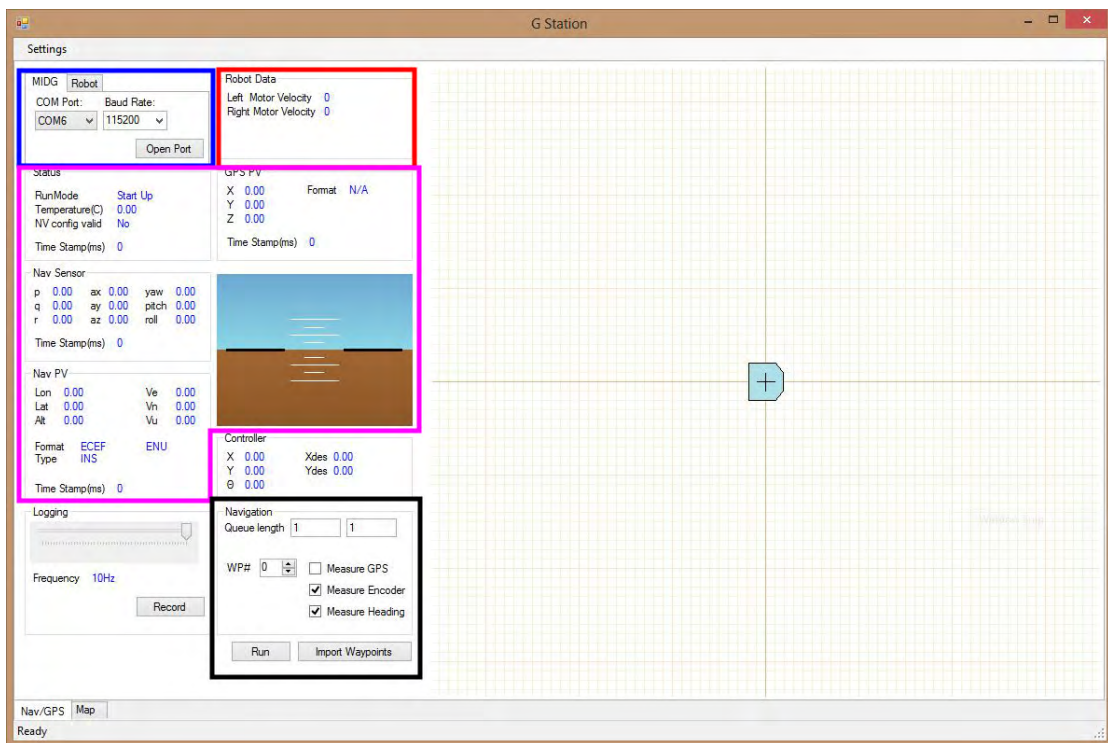 G Station
Settings
MIDG Robot
COM Port: Baud Rate:
COM6 115200
Open Port
Robot Data
Left Motor Velocity 0
Right Motor Velocity 0
Status
RunMode Start Up
Temperature(C) 0.00
NV config valid No
Time Stamp(ms) 0
GPS PV
X 0.00 Format N/A
Y 0.00
Z 0.00
Time Stamp(ms) 0
Nav Sensor
p 0.00 ax 0.00 yaw 0.00
q 0.00 ay 0.00 pitch 0.00
r 0.00 az 0.00 roll 0.00
Time Stamp(ms) 0
Nav PV
Lon 0.00 Ve 0.00
Lat 0.00 Vn 0.00
Alt 0.00 Vu 0.00
Format ECEF ENU
Type INS
Time Stamp(ms) 0
Controller
X 0.00 Xdes 0.00
Y 0.00 Ydes 0.00
Θ 0.00
Logging
Frequency 10Hz
Record
Navigation
Queue length 1 1
WP# 0 Measure GPS
Measure Encoder
Measure Heading
Run Import Waypoints
Nav/GPS Map
Ready